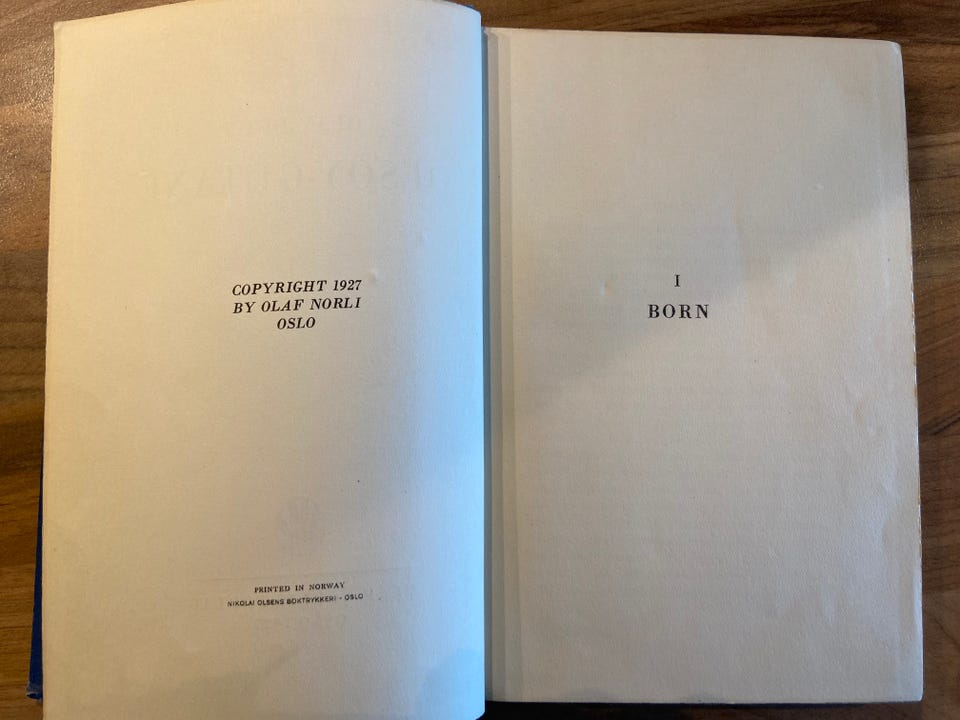 COPYRIGHT 1927
BY OLAF NORLI
OSLO
PRINTED IN NORWAY
NIKOLAI OLSENS BOKTRYKKERI - OSLO
I
BORN